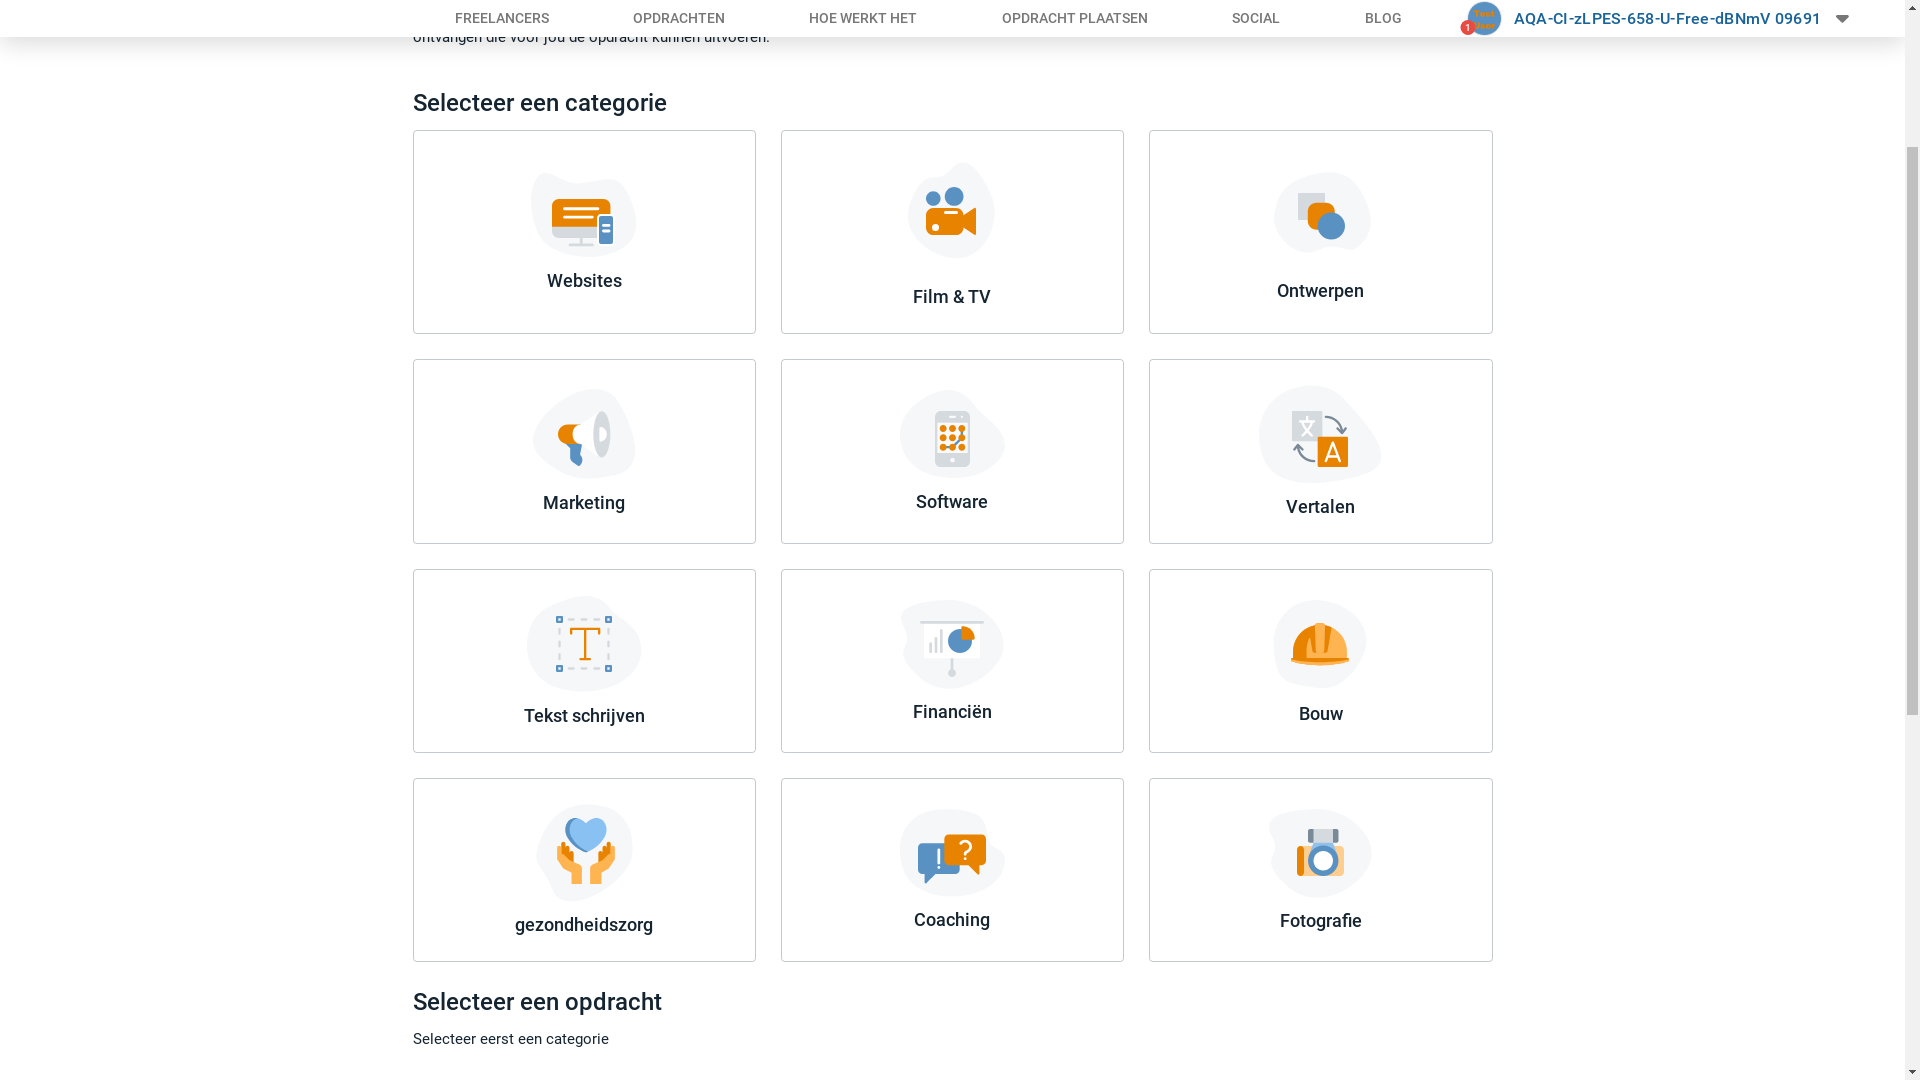 FREELANCERS OPDRACHTEN HOE WERKT HET OPDRACHT PLAATSEN SOCIAL BLOG 1 AQA-CI-zLPES-658-U-Free-dBNmV 09691
ontvangen die voor jou de opdracht kunnen uitvoeren.
Selecteer een categorie
Websites
Film & TV
Ontwerpen
Marketing
Software
Vertalen
Tekst schrijven
Financiën
Bouw
gezondheidszorg
Coaching
Fotografie
Selecteer een opdracht
Selecteer eerst een categorie